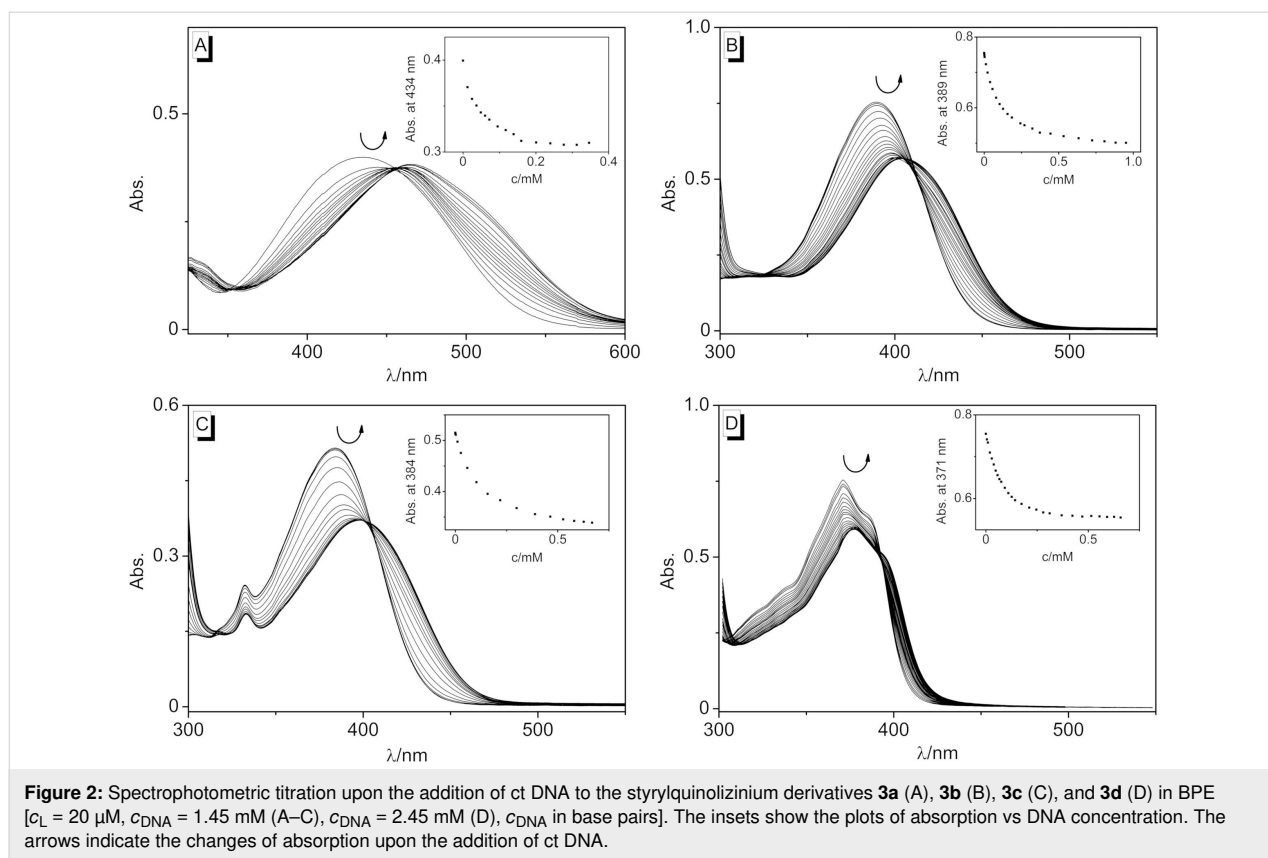 A
Abs.
0.5
0
400
500
600
λ/nm
Abs. at 434 nm
0.4
0.3
0
0.2
0.4
c/mM
B
Abs.
1.0
0.5
0
300
400
500
λ/nm
Abs. at 389 nm
0.8
0.6
0
0.5
1.0
c/mM
C
Abs.
0.6
0.3
0
300
400
500
λ/nm
Abs. at 384 nm
0.5
0.4
0
0.5
c/mM
D
Abs.
1.0
0.5
0
300
400
500
λ/nm
Abs. at 371 nm
0.8
0.6
0
0.5
c/mM
Figure 2: Spectrophotometric titration upon the addition of ct DNA to the styrylquinolizinium derivatives 3a (A), 3b (B), 3c (C), and 3d (D) in BPE
[cL = 20 μM, cDNA = 1.45 mM (A–C), cDNA = 2.45 mM (D), cDNA in base pairs]. The insets show the plots of absorption vs DNA concentration. The
arrows indicate the changes of absorption upon the addition of ct DNA.